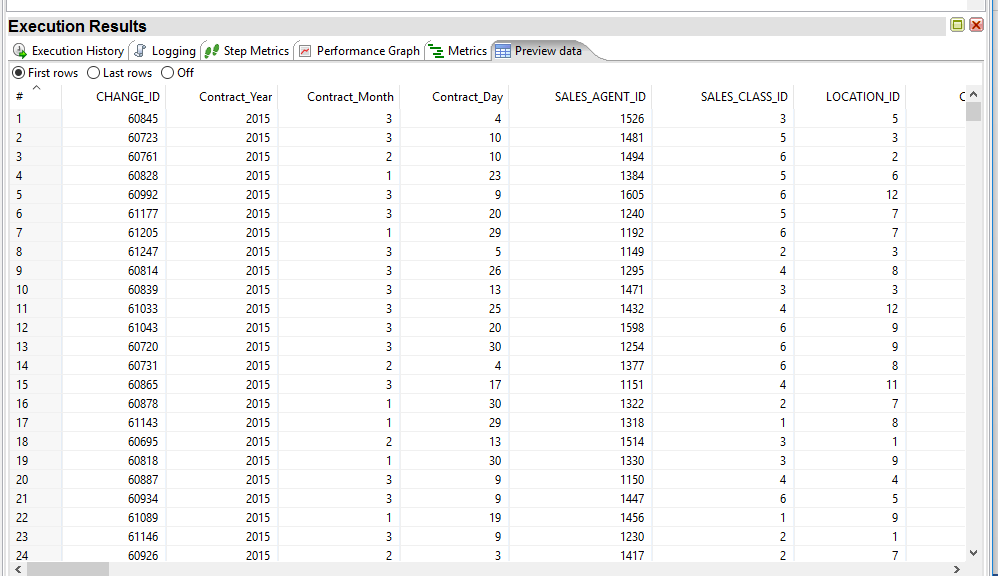 Execution Results
Execution History Logging Step Metrics Performance Graph Metrics Preview data
First rows Last rows Off
# CHANGE_ID Contract_Year Contract_Month Contract_Day SALES_AGENT_ID SALES_CLASS_ID LOCATION_ID C
1 60845 2015 3 4 1526 3 5
2 60723 2015 3 10 1481 5 3
3 60761 2015 2 10 1494 6 2
4 60828 2015 1 23 1384 5 6
5 60992 2015 3 9 1605 6 12
6 61177 2015 3 20 1240 5 7
7 61205 2015 1 29 1192 6 7
8 61247 2015 3 5 1149 2 3
9 60814 2015 3 26 1295 4 8
10 60839 2015 3 13 1471 3 3
11 61033 2015 3 25 1432 4 12
12 61043 2015 3 20 1598 6 9
13 60720 2015 3 30 1254 6 9
14 60731 2015 2 4 1377 6 8
15 60865 2015 3 17 1151 4 11
16 60878 2015 1 30 1322 2 7
17 61143 2015 1 29 1318 1 8
18 60695 2015 2 13 1514 3 1
19 60818 2015 1 30 1330 3 9
20 60887 2015 3 9 1150 4 4
21 60934 2015 3 9 1447 6 5
22 61089 2015 1 19 1456 1 9
23 61146 2015 3 9 1230 2 1
24 60926 2015 2 3 1417 2 7